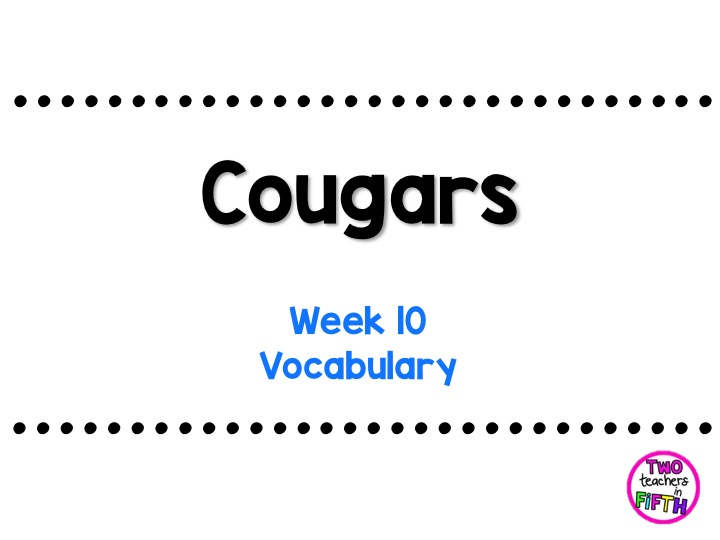 Cougars
Week 10
Vocabulary
TWO
teachers
in
FiFTH